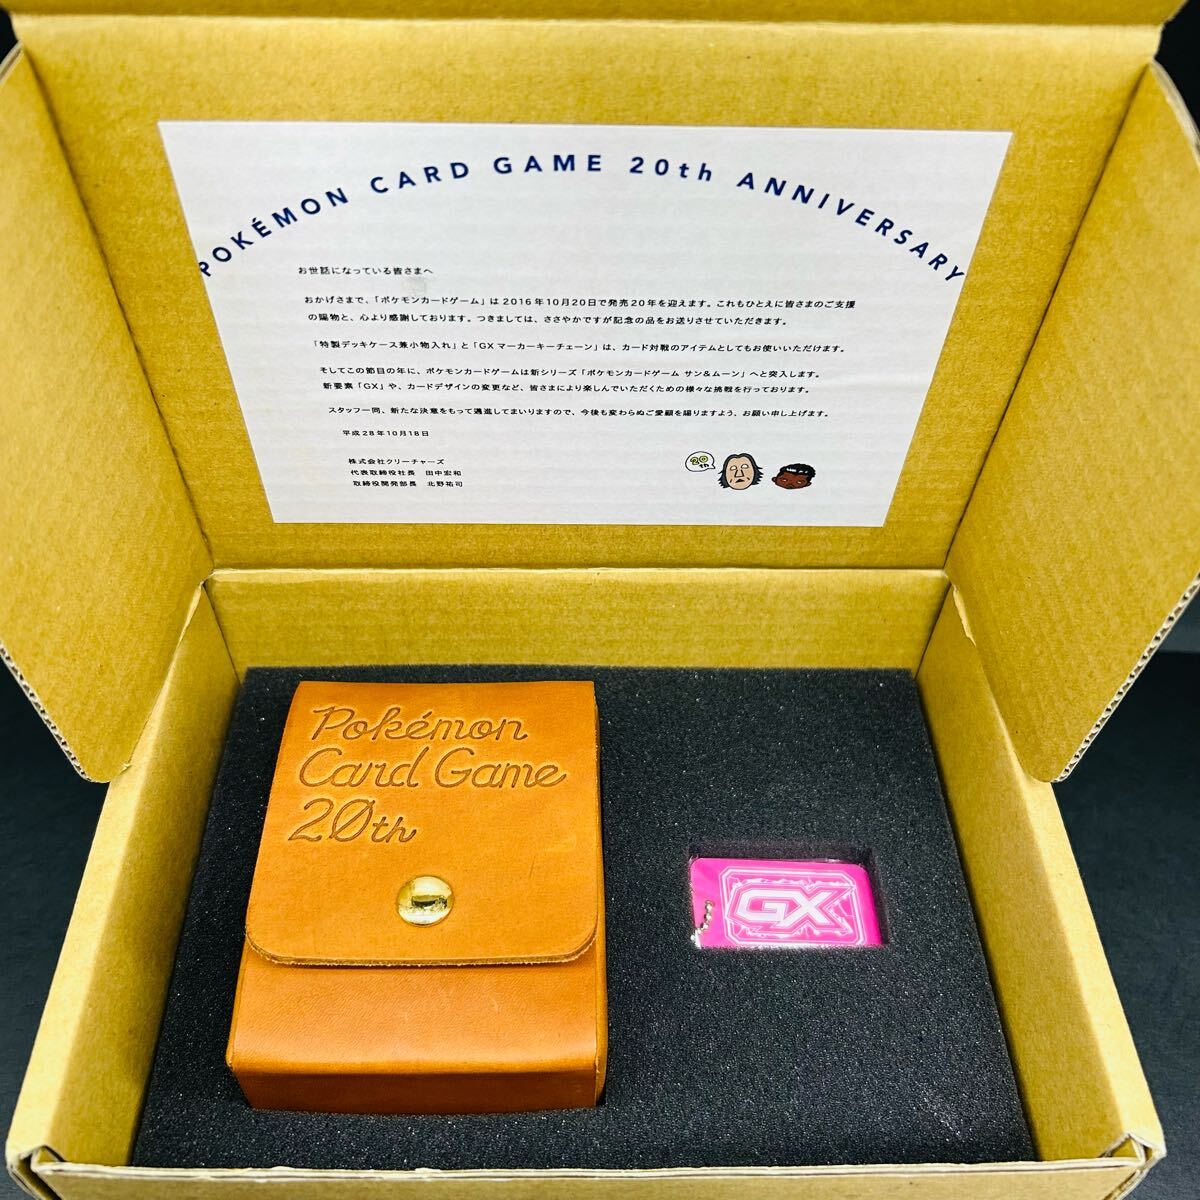 POKÉMON CARD GAME 20th ANNIVERSARY
お世話になっている皆さまへ
おかげさまで、「ポケモンカードゲーム」は2016年10月20日で発売20年を迎えます。これもひとえに皆さまのご支援
の賜物と、心より感謝しております。つきましては、ささやかですが記念の品をお送りさせていただきます。
「特製デッキケース兼小物入れ」と「GXマーカーキーチェーン」は、カード対戦のアイテムとしてもお使いいただけます。
そしてこの節目の年に、ポケモンカードゲームは新シリーズ「ポケモンカードゲーム サン&ムーン」へと突入します。
新要素「GX」や、カードデザインの変更など、皆さまにより楽しんでいただくための様々な挑戦を行っております。
スタッフ一同、新たな決意をもって邁進してまいりますので、今後も変わらぬご愛顧を賜りますよう、お願い申し上げます。
平成28年10月18日
株式会社クリーチャーズ
代表取締役社長 田中宏和
取締役開発部長 北野祐司
20
th
Pokémon
Card Game
20th
GX